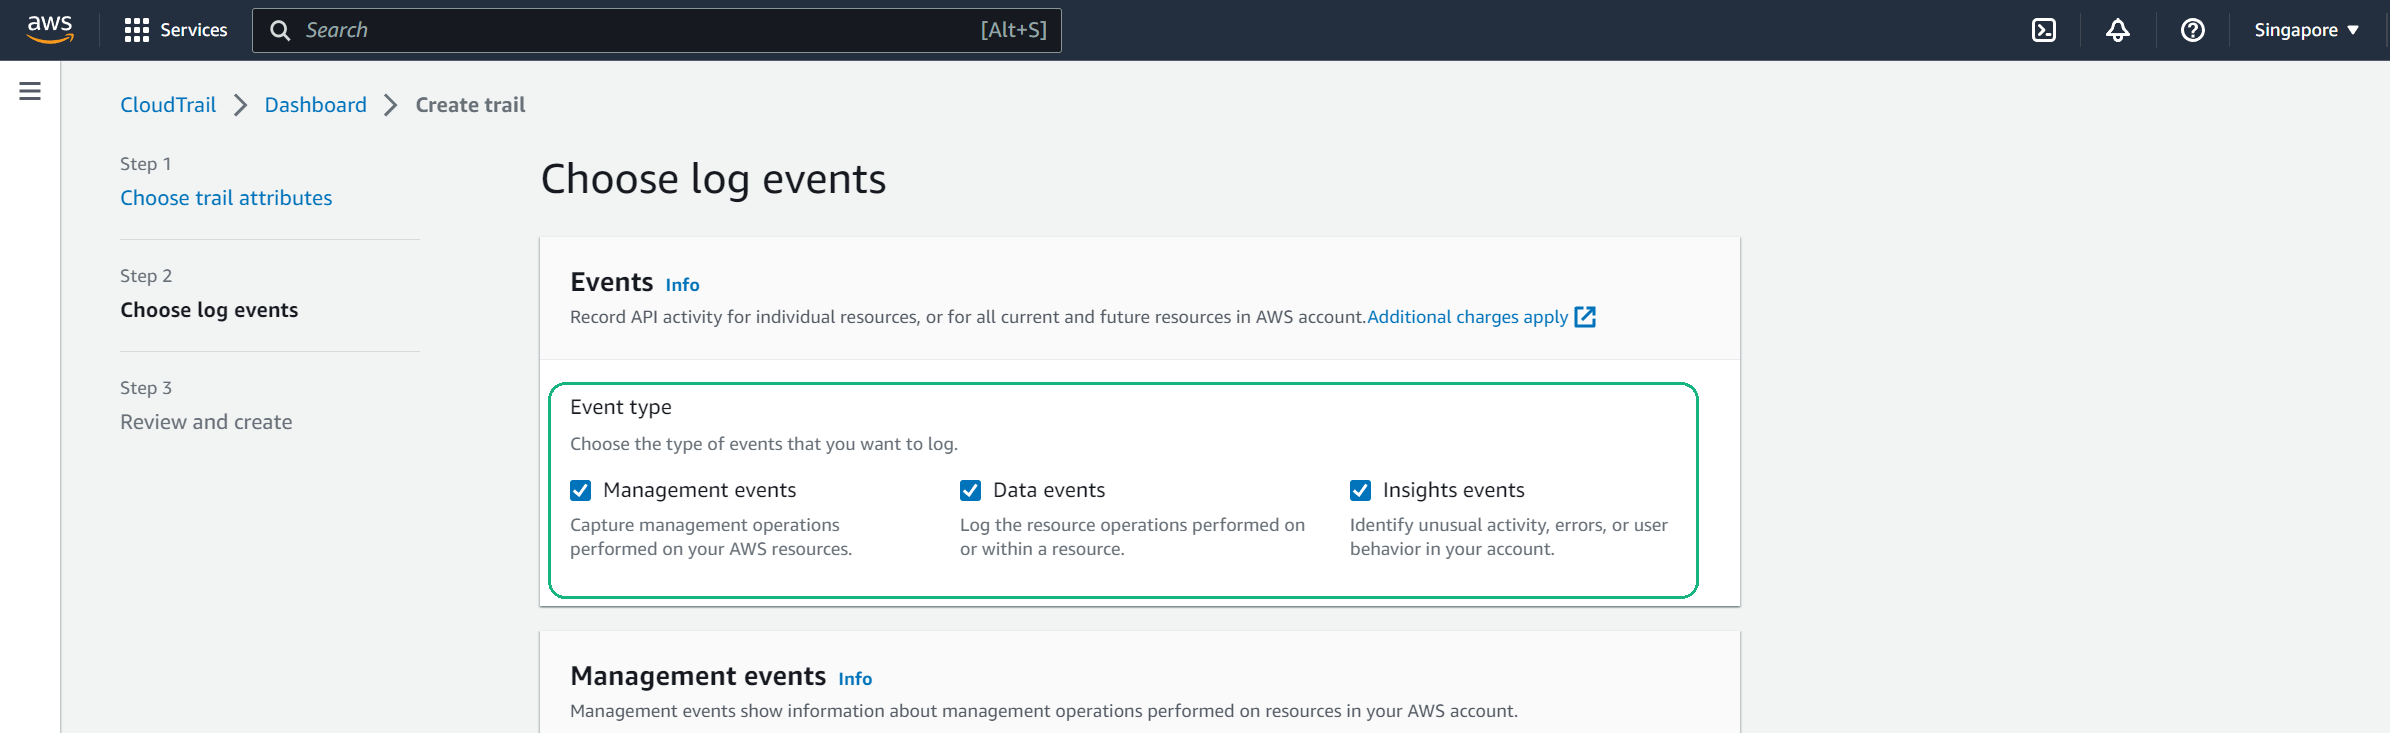 aws Services Search [Alt+S] Singapore
CloudTrail Dashboard Create trail
Step 1
Choose trail attributes
Step 2
Choose log events
Step 3
Review and create
Choose log events
Events Info
Record API activity for individual resources, or for all current and future resources in AWS account.Additional charges apply
Event type
Choose the type of events that you want to log.
Management events
Capture management operations
performed on your AWS resources.
Data events
Log the resource operations performed on
or within a resource.
Insights events
Identify unusual activity, errors, or user
behavior in your account.
Management events Info
Management events show information about management operations performed on resources in your AWS account.